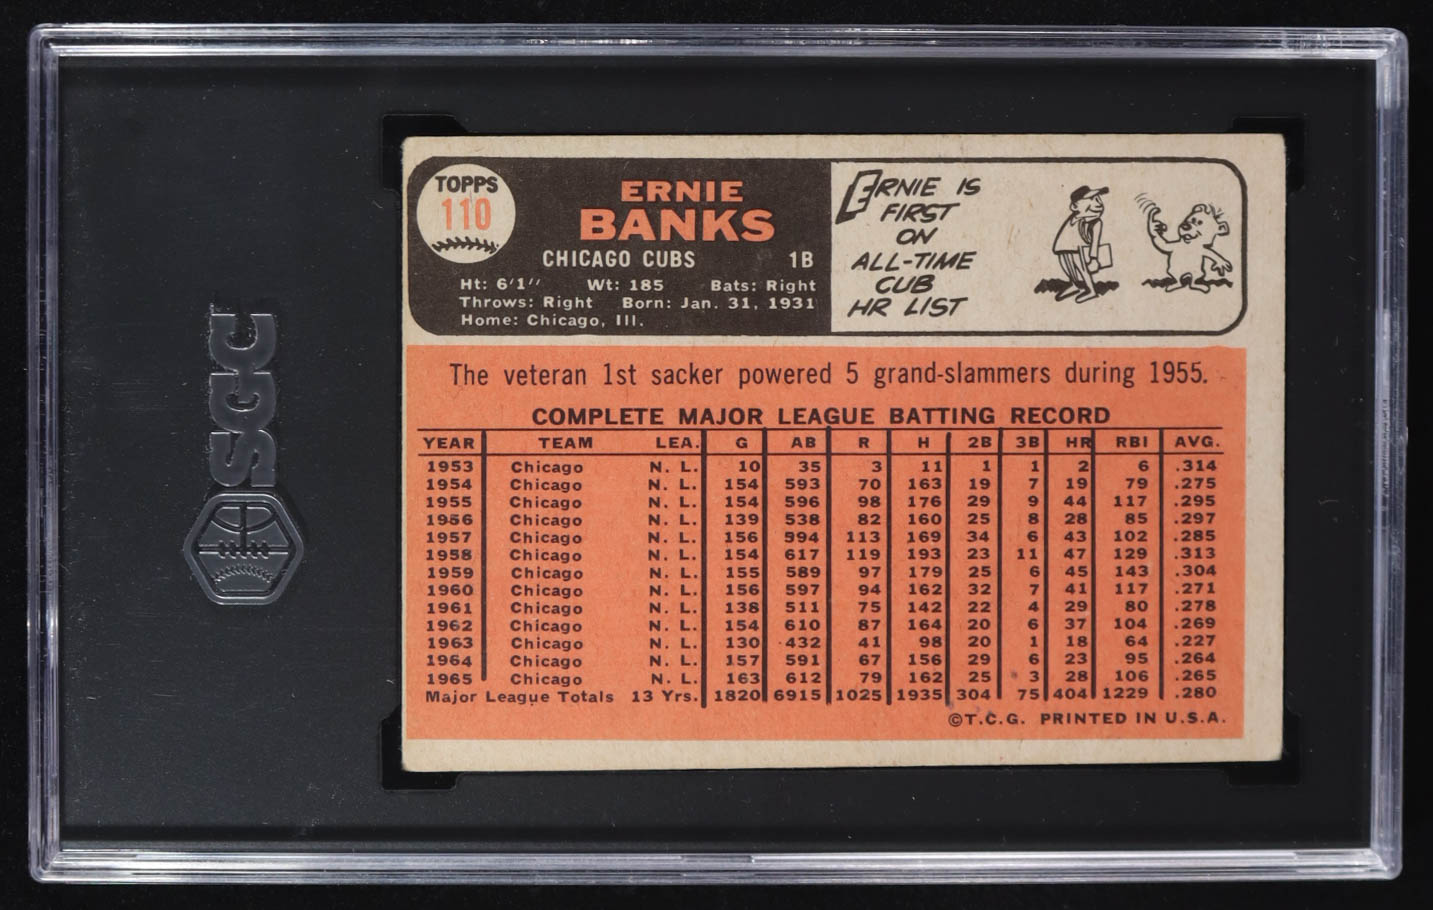 SGC
TOPPS
110
ERNIE
BANKS
CHICAGO CUBS 1B
Ht: 6'1" Wt: 185 Bats: Right
Throws: Right Born: Jan. 31, 1931
Home: Chicago, Ill.
ERNIE IS
FIRST
ON
ALL-TIME
CUB
HR LIST
The veteran 1st sacker powered 5 grand-slammers during 1955.
COMPLETE MAJOR LEAGUE BATTING RECORD
YEAR TEAM LEA. G AB R H 2B 3B HR RBI AVG.
1953 Chicago N. L. 10 35 3 11 1 1 2 6 .314
1954 Chicago N. L. 154 593 70 163 19 7 19 79 .275
1955 Chicago N. L. 154 596 98 176 29 9 44 117 .295
1956 Chicago N. L. 139 538 82 160 25 8 28 85 .297
1957 Chicago N. L. 156 594 113 169 34 6 43 102 .285
1958 Chicago N. L. 154 617 119 193 23 11 47 129 .313
1959 Chicago N. L. 155 589 97 179 25 6 45 143 .304
1960 Chicago N. L. 156 597 94 162 32 7 41 117 .271
1961 Chicago N. L. 138 511 75 142 22 4 29 80 .278
1962 Chicago N. L. 154 610 87 164 20 6 37 104 .269
1963 Chicago N. L. 130 432 41 98 20 1 18 64 .227
1964 Chicago N. L. 157 591 67 156 29 6 23 95 .264
1965 Chicago N. L. 163 612 79 162 25 3 28 106 .265
Major League Totals 13 Yrs. 1820 6915 1025 1935 304 75 404 1229 .280
©T.C.G. PRINTED IN U.S.A.